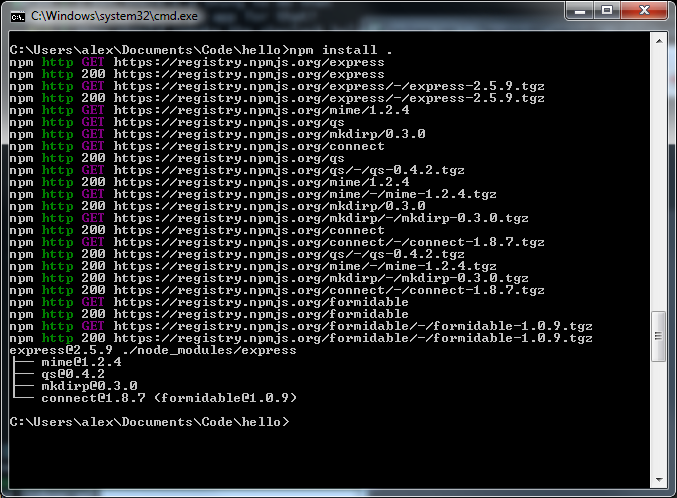 C:\Windows\system32\cmd.exe
C:\Users\alex\Documents\Code\hello>npm install .
npm http GET https://registry.npmjs.org/express
npm http 200 https://registry.npmjs.org/express
npm http GET https://registry.npmjs.org/express/-/express-2.5.9.tgz
npm http 200 https://registry.npmjs.org/express/-/express-2.5.9.tgz
npm http GET https://registry.npmjs.org/mime/1.2.4
npm http GET https://registry.npmjs.org/qs
npm http GET https://registry.npmjs.org/mkdirp/0.3.0
npm http GET https://registry.npmjs.org/connect
npm http 200 https://registry.npmjs.org/qs
npm http GET https://registry.npmjs.org/qs/-/qs-0.4.2.tgz
npm http 200 https://registry.npmjs.org/mime/1.2.4
npm http GET https://registry.npmjs.org/mime/-/mime-1.2.4.tgz
npm http 200 https://registry.npmjs.org/mkdirp/0.3.0
npm http GET https://registry.npmjs.org/mkdirp/-/mkdirp-0.3.0.tgz
npm http 200 https://registry.npmjs.org/connect
npm http GET https://registry.npmjs.org/connect/-/connect-1.8.7.tgz
npm http 200 https://registry.npmjs.org/qs/-/qs-0.4.2.tgz
npm http 200 https://registry.npmjs.org/mime/-/mime-1.2.4.tgz
npm http 200 https://registry.npmjs.org/mkdirp/-/mkdirp-0.3.0.tgz
npm http 200 https://registry.npmjs.org/connect/-/connect-1.8.7.tgz
npm http GET https://registry.npmjs.org/formidable
npm http 200 https://registry.npmjs.org/formidable
npm http GET https://registry.npmjs.org/formidable/-/formidable-1.0.9.tgz
npm http 200 https://registry.npmjs.org/formidable/-/formidable-1.0.9.tgz
express@2.5.9 ./node_modules/express
├── mime@1.2.4
├── qs@0.4.2
├── mkdirp@0.3.0
└── connect@1.8.7 (formidable@1.0.9)
C:\Users\alex\Documents\Code\hello>